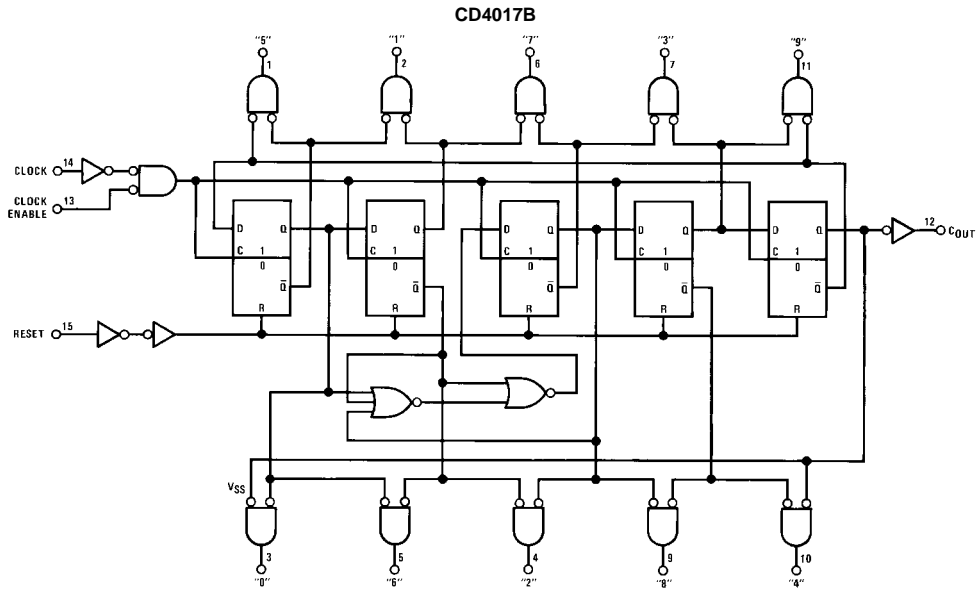 CD4017B
"5" "1" "7" "3" "9"
1 2 6 7 11
CLOCK 14
CLOCK ENABLE 13
D Q D Q D Q D Q D Q
C 1 C 1 C 1 C 1 C 1
0 0 0 0 0
Q̅ Q̅ Q̅ Q̅ Q̅
R R R R R
12 COUT
RESET 15
VSS
3 5 4 9 10
"0" "6" "2" "8" "4"